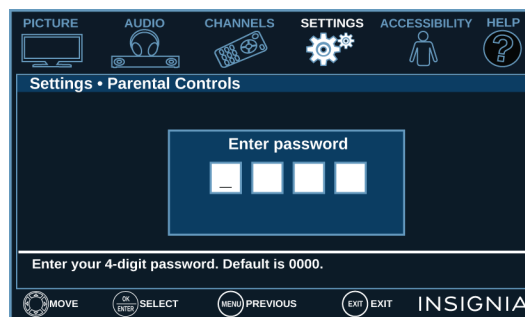 PICTURE AUDIO CHANNELS SETTINGS ACCESSIBILITY HELP
?
Settings • Parental Controls
Enter password
_
Enter your 4-digit password. Default is 0000.
MOVE OK ENTER SELECT MENU PREVIOUS EXIT EXIT INSIGNIA